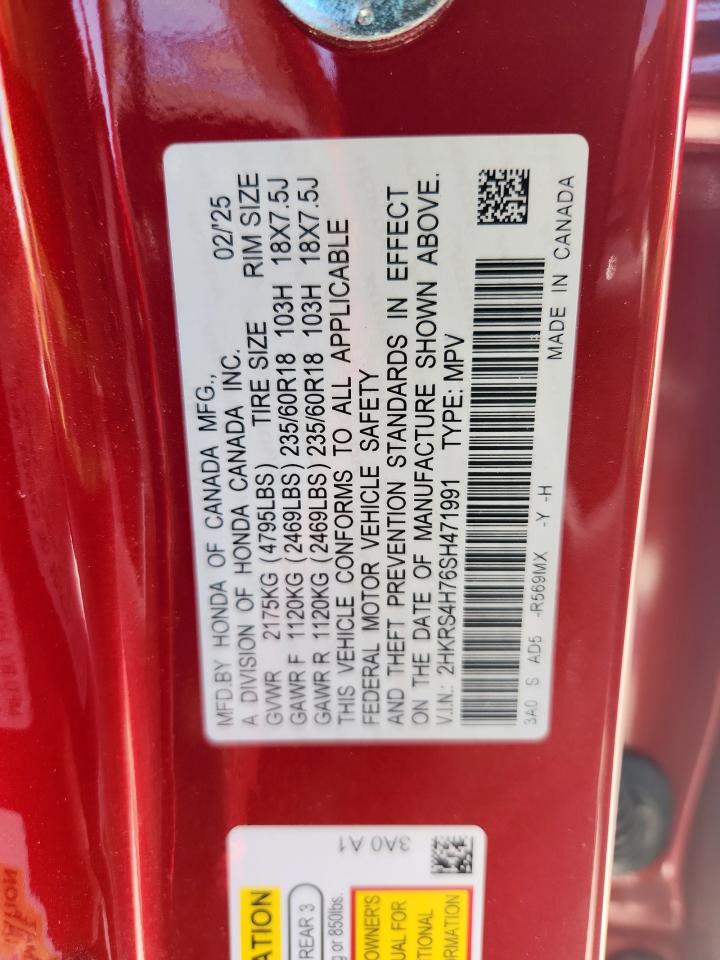 MFD.BY HONDA OF CANADA MFG., 02/'25
A DIVISION OF HONDA CANADA INC.
GVWR 2175KG (4795LBS) TIRE SIZE RIM SIZE
GAWR F 1120KG (2469LBS) 235/60R18 103H 18X7.5J
GAWR R 1120KG (2469LBS) 235/60R18 103H 18X7.5J
THIS VEHICLE CONFORMS TO ALL APPLICABLE
FEDERAL MOTOR VEHICLE SAFETY
AND THEFT PREVENTION STANDARDS IN EFFECT
ON THE DATE OF MANUFACTURE SHOWN ABOVE.
V.I.N.: 2HKRS4H76SH471991 TYPE: MPV
3A0 S AD5 -R569MX -Y -H
MADE IN CANADA
3A0 A1
ATION
REAR 3
g or 850lbs.
OWNER'S
UAL FOR
TIONAL
ORMATION